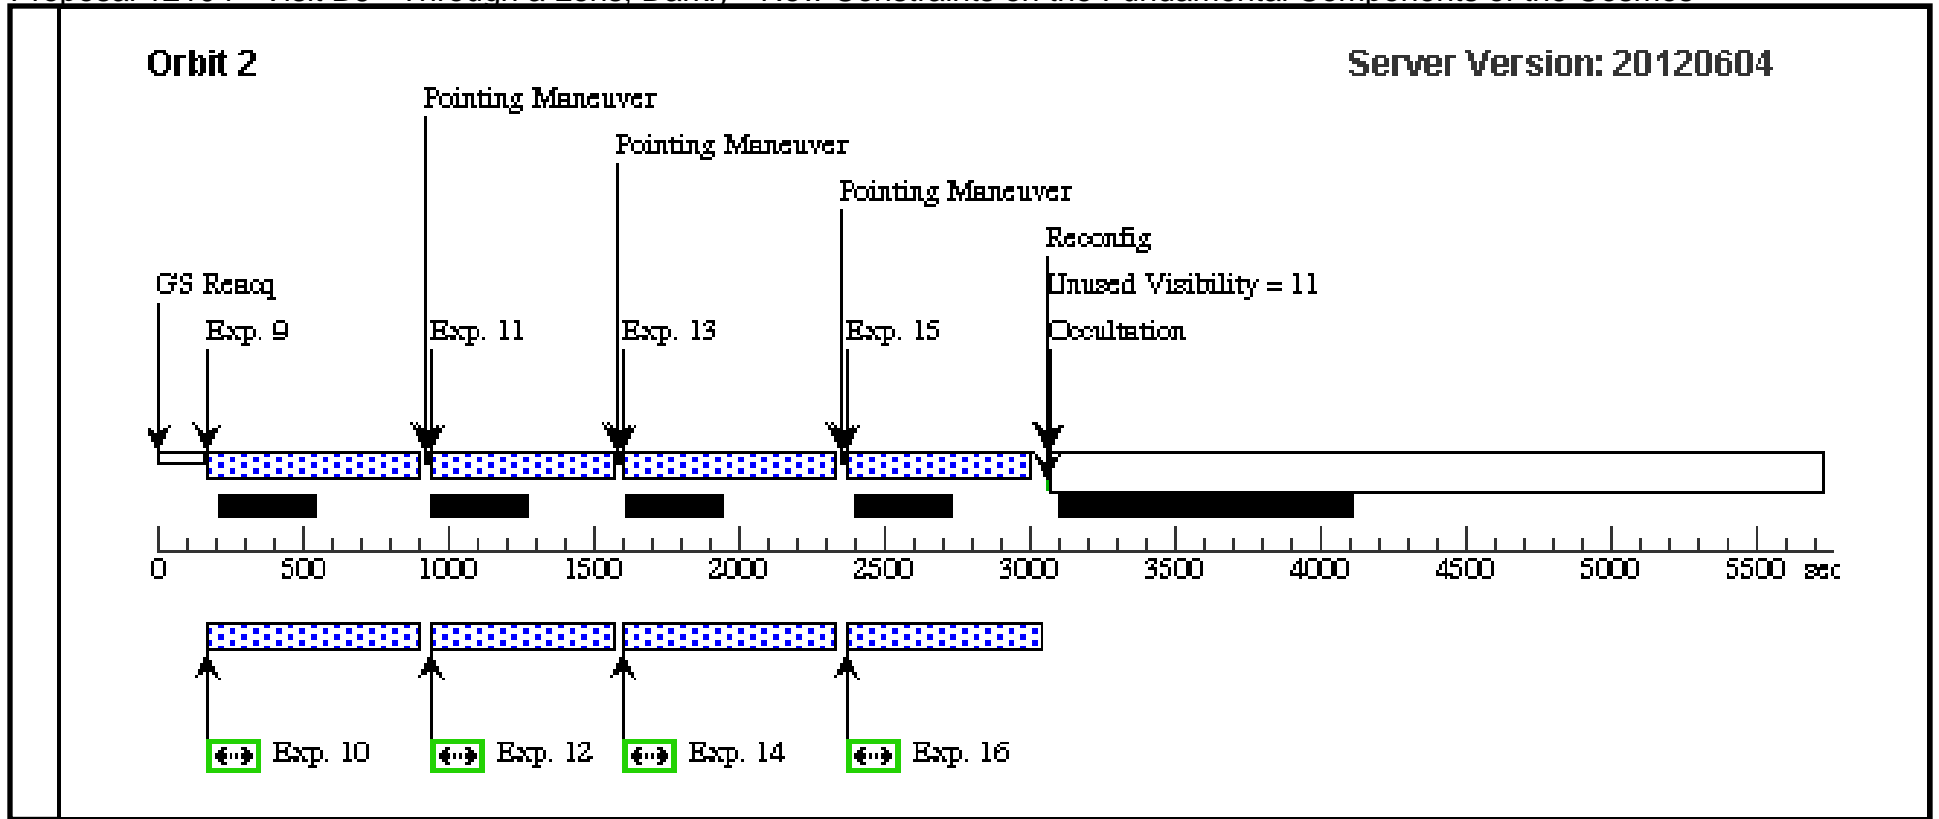 Orbit 2
Server Version: 20120604
Pointing Maneuver
Pointing Maneuver
Pointing Maneuver
Reconfig
GS Reacq
Unused Visibility = 11
Exp. 9
Exp. 11
Exp. 13
Exp. 15
Occultation
0 500 1000 1500 2000 2500 3000 3500 4000 4500 5000 5500 sec
Exp. 10
Exp. 12
Exp. 14
Exp. 16